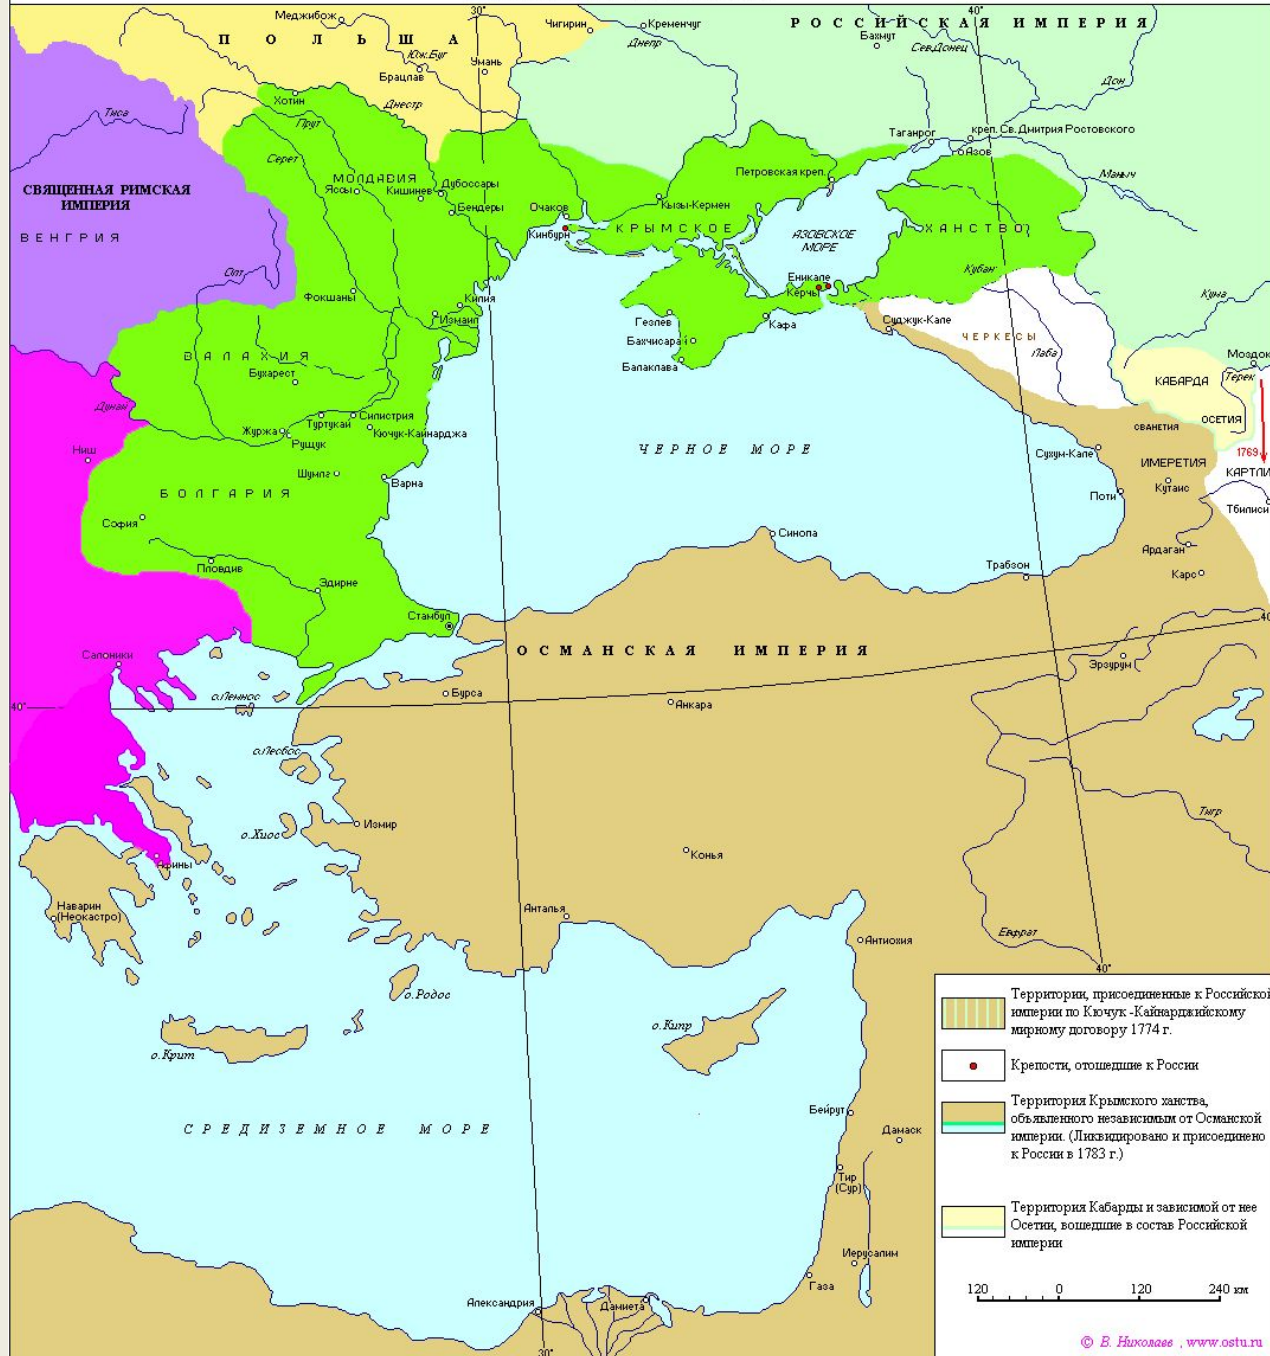 30°
40°
Меджибож
Чигирин
Кременчуг
РОССИЙСКАЯ ИМПЕРИЯ
ПОЛЬША
Днепр
Бахмут
Сев.Донец
Юж.Буг
Умань
Брацлав
Дон
Хотин
Днестр
Тиса
Прут
Таганрог
креп. Св.Дмитрия Ростовского
Серет
Азов
МОЛДАВИЯ
Петровская креп.
Маныч
СВЯЩЕННАЯ РИМСКАЯ
ИМПЕРИЯ
Яссы
Кишинев
Дубоссары
Бендеры
Очаков
Кызы-Кермен
ВЕНГРИЯ
Кинбурн
КРЫМСКОЕ
АЗОВСКОЕ
МОРЕ
ХАНСТВО
Олт
Кубан
Фокшаны
Килия
Еникале
Керчь
Кума
Измаил
Гезлев
Кафа
Суджук-Кале
ЧЕРКЕСЫ
Бахчисарай
ВАЛАХИЯ
Лаба
Моздок
Бухарест
Балаклава
КАБАРДА
Терек
Дунай
Силистрия
Туртукай
Журжа
Кючук-Кайнарджа
Рущук
ОСЕТИЯ
СВАНЕТИЯ
Ниш
ЧЕРНОЕ МОРЕ
Сухум-Кале
1769
ИМЕРЕТИЯ
КАРТЛИ
Шумла
Варна
Кутаис
БОЛГАРИЯ
Поти
Тбилиси
София
Синопа
Ардаган
Пловдив
Трабзон
Карс
Эдирне
Стамбул
40
ОСМАНСКАЯ ИМПЕРИЯ
Салоники
Эрзурум
о.Лемнос
Бурса
40°
Анкара
о.Лесбос
Измир
Тигр
о.Хиос
Конья
Афины
Наварин
(Неокастро)
Анталья
Евфрат
Антиохия
40°
о.Родос
Территории, присоединенные к Российской
империи по Кючук -Кайнарджийскому
мирному договору 1774 г.
о.Кипр
о.Крит
Крепости, отошедшие к России
Территория Крымского ханства,
объявленного независимым от Османской
империи. (Ликвидировано и присоединено
к России в 1783 г.)
Бейрут
СРЕДИЗЕМНОЕ МОРЕ
Дамаск
Тир
(Сур)
Территория Кабарды и зависимой от нее
Осетии, вошедшие в состав Российской
империи
Иерусалим
Газа
120 0 120 240 км
Александрия
Дамиета
30°
© В. Николаев , www.ostu.ru